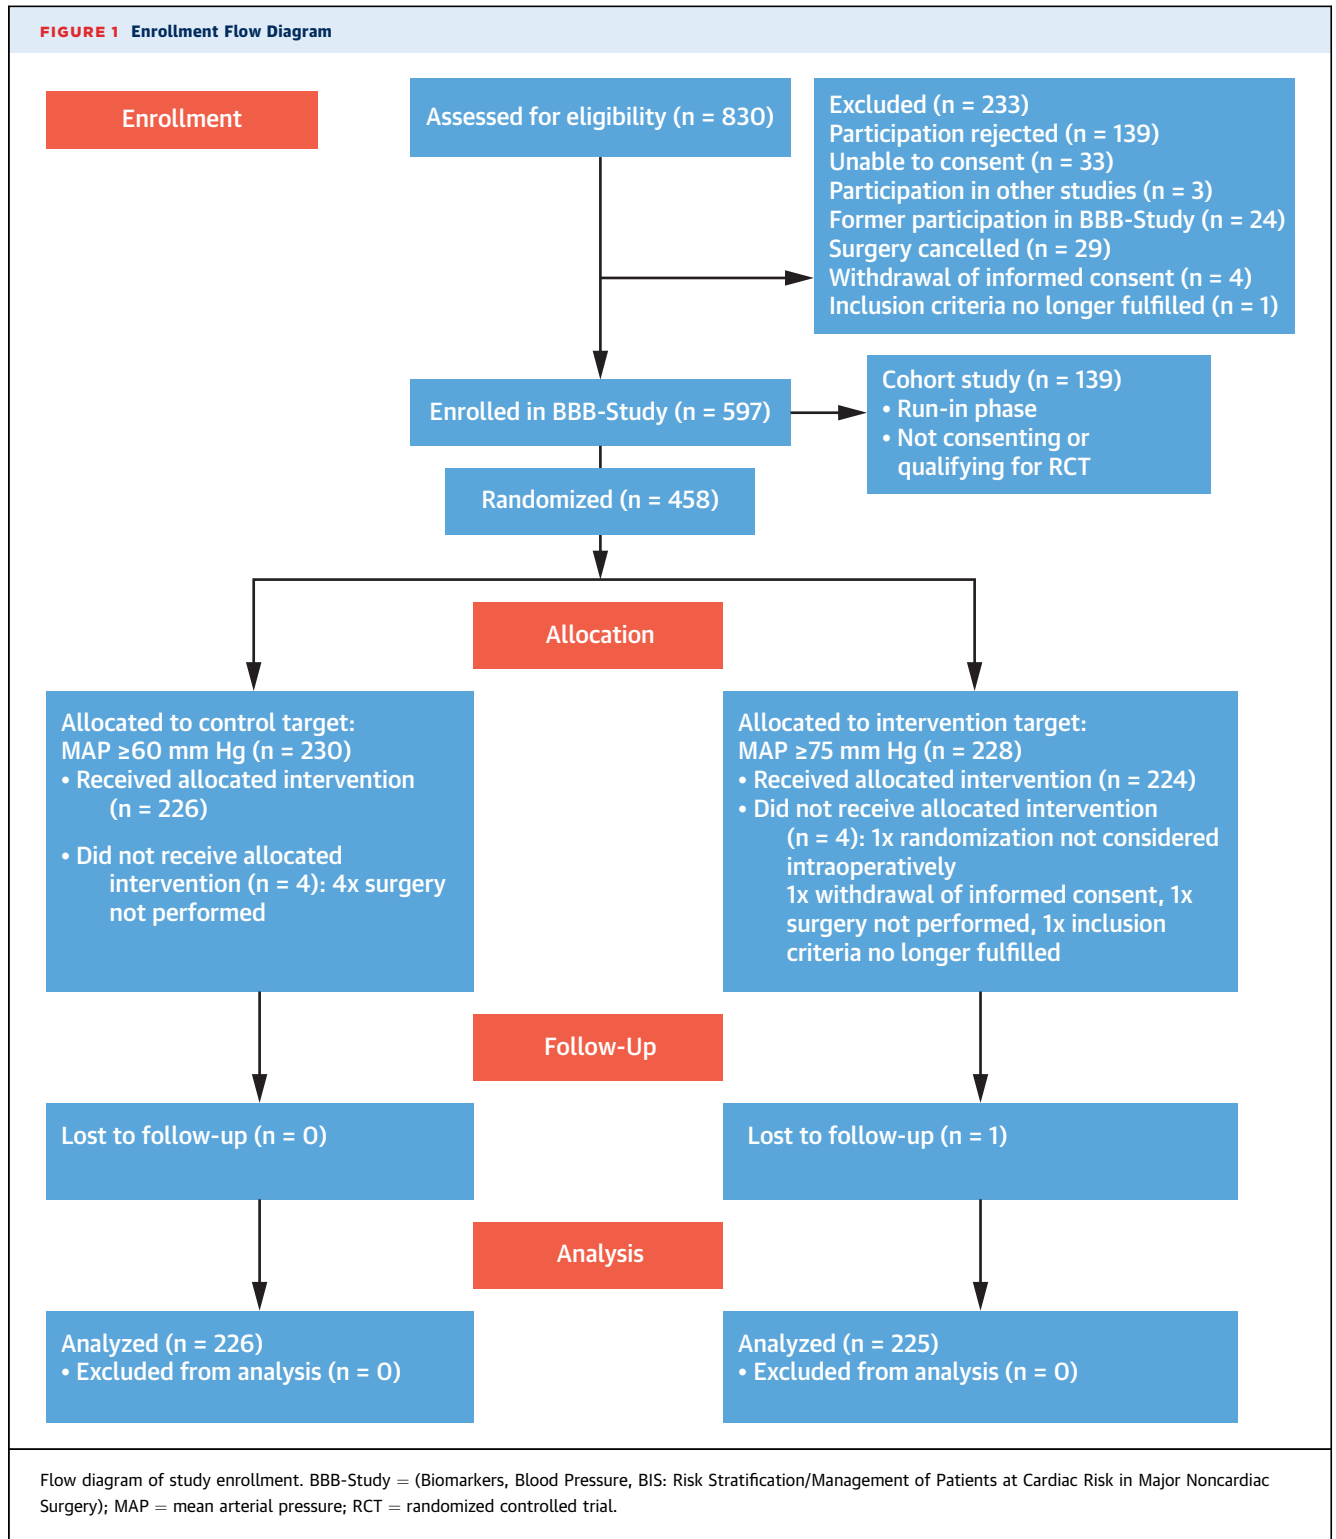 FIGURE 1 Enrollment Flow Diagram
Enrollment
Assessed for eligibility (n = 830)
Excluded (n = 233)
Participation rejected (n = 139)
Unable to consent (n = 33)
Participation in other studies (n = 3)
Former participation in BBB-Study (n = 24)
Surgery cancelled (n = 29)
Withdrawal of informed consent (n = 4)
Inclusion criteria no longer fulfilled (n = 1)
Enrolled in BBB-Study (n = 597)
Cohort study (n = 139)
• Run-in phase
• Not consenting or
qualifying for RCT
Randomized (n = 458)
Allocation
Allocated to control target:
MAP ≥60 mm Hg (n = 230)
• Received allocated intervention
(n = 226)
• Did not receive allocated
intervention (n = 4): 4x surgery
not performed
Allocated to intervention target:
MAP ≥75 mm Hg (n = 228)
• Received allocated intervention (n = 224)
• Did not receive allocated intervention
(n = 4): 1x randomization not considered
intraoperatively
1x withdrawal of informed consent, 1x
surgery not performed, 1x inclusion
criteria no longer fulfilled
Follow-Up
Lost to follow-up (n = 0)
Lost to follow-up (n = 1)
Analysis
Analyzed (n = 226)
• Excluded from analysis (n = 0)
Analyzed (n = 225)
• Excluded from analysis (n = 0)
Flow diagram of study enrollment. BBB-Study = (Biomarkers, Blood Pressure, BIS: Risk Stratification/Management of Patients at Cardiac Risk in Major Noncardiac
Surgery); MAP = mean arterial pressure; RCT = randomized controlled trial.